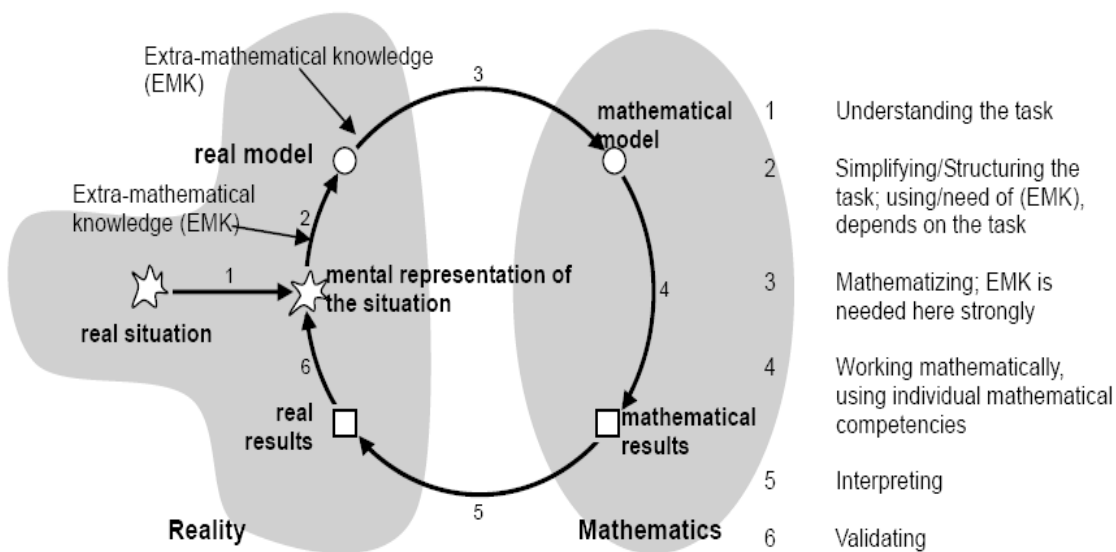 Extra-mathematical knowledge
(EMK)
3
mathematical
model
real model
Extra-mathematical
knowledge (EMK)
2
1
mental representation of
the situation
real situation
4
6
real
results
mathematical
results
5
Reality
Mathematics
1 Understanding the task
2 Simplifying/Structuring the
task; using/need of (EMK),
depends on the task
3 Mathematizing; EMK is
needed here strongly
4 Working mathematically,
using individual mathematical
competencies
5 Interpreting
6 Validating